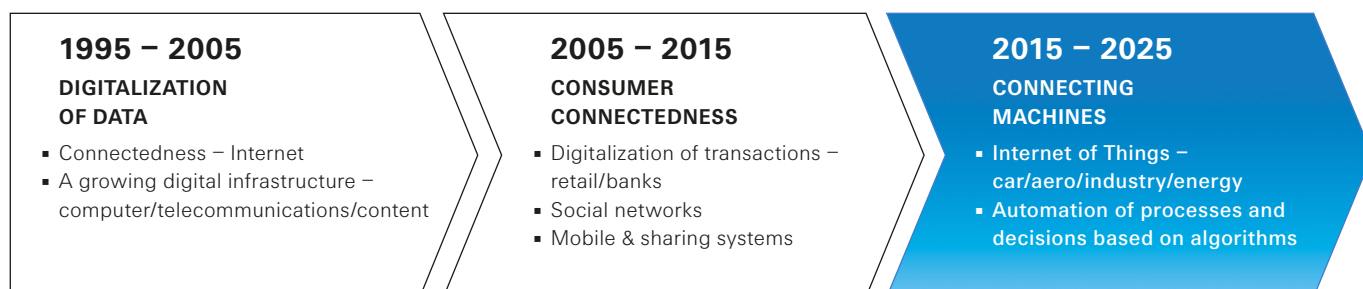 1995 – 2005
DIGITALIZATION
OF DATA
▪ Connectedness – Internet
▪ A growing digital infrastructure –
computer/telecommunications/content
2005 – 2015
CONSUMER
CONNECTEDNESS
▪ Digitalization of transactions –
retail/banks
▪ Social networks
▪ Mobile & sharing systems
2015 – 2025
CONNECTING
MACHINES
▪ Internet of Things –
car/aero/industry/energy
▪ Automation of processes and
decisions based on algorithms